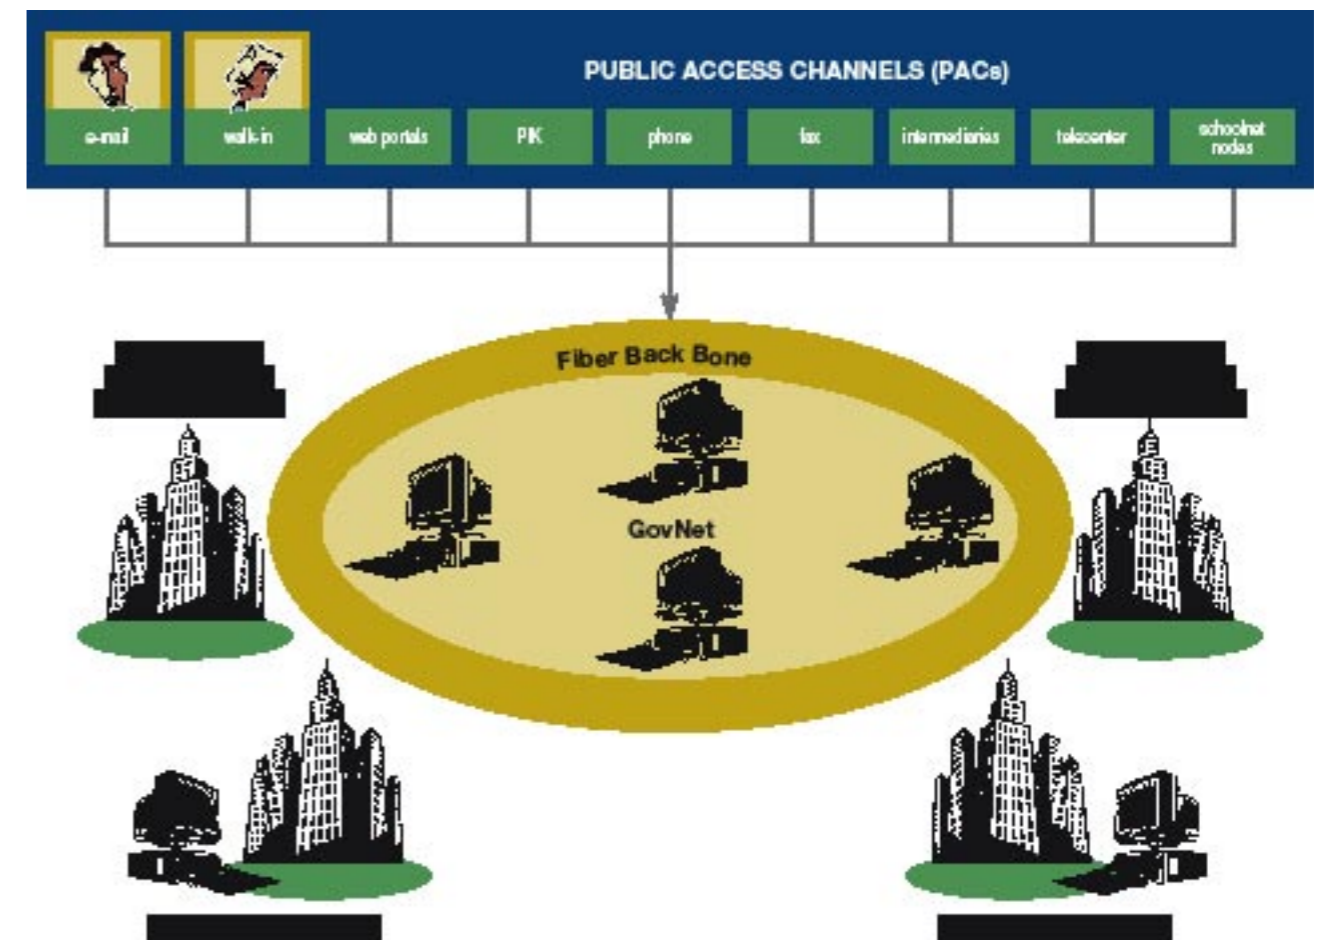 PUBLIC ACCESS CHANNELS (PACs)
e-mail
walk-in
web portals
PIK
phone
fax
intermediaries
telecenter
schoolnet
nodes
Fiber Back Bone
GovNet